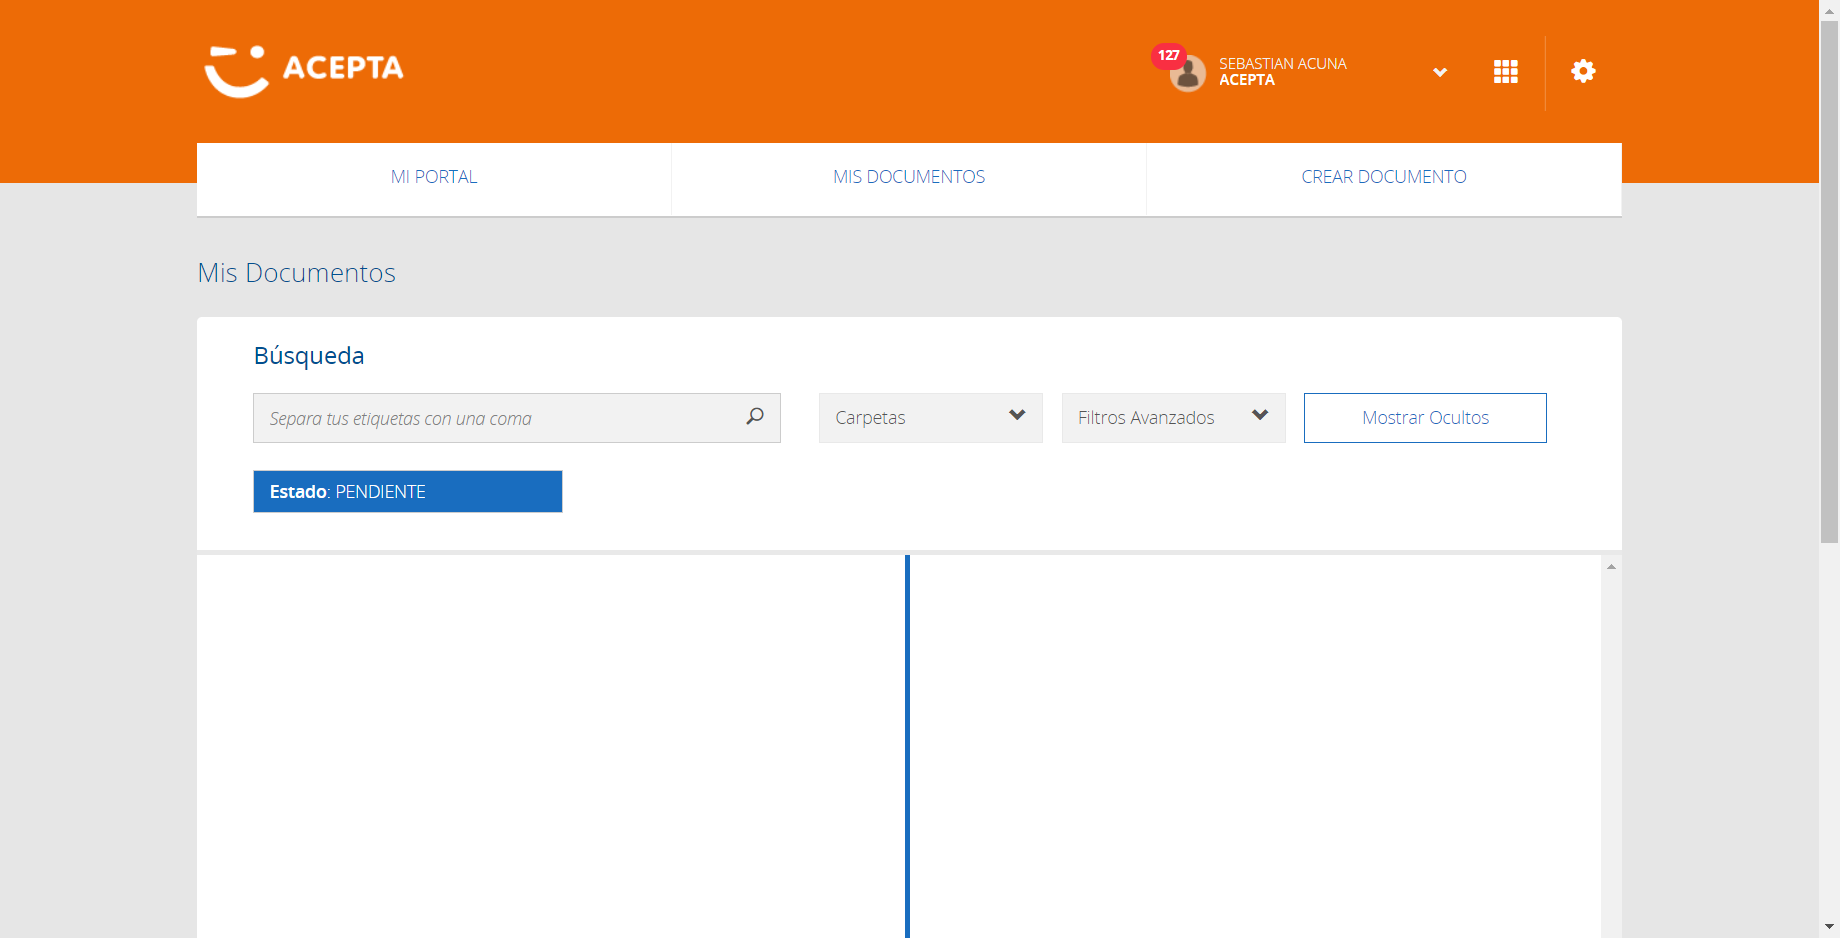 ACEPTA
127
SEBASTIAN ACUNA
ACEPTA
MI PORTAL
MIS DOCUMENTOS
CREAR DOCUMENTO
Mis Documentos
Búsqueda
Separa tus etiquetas con una coma
Carpetas
Filtros Avanzados
Mostrar Ocultos
Estado: PENDIENTE